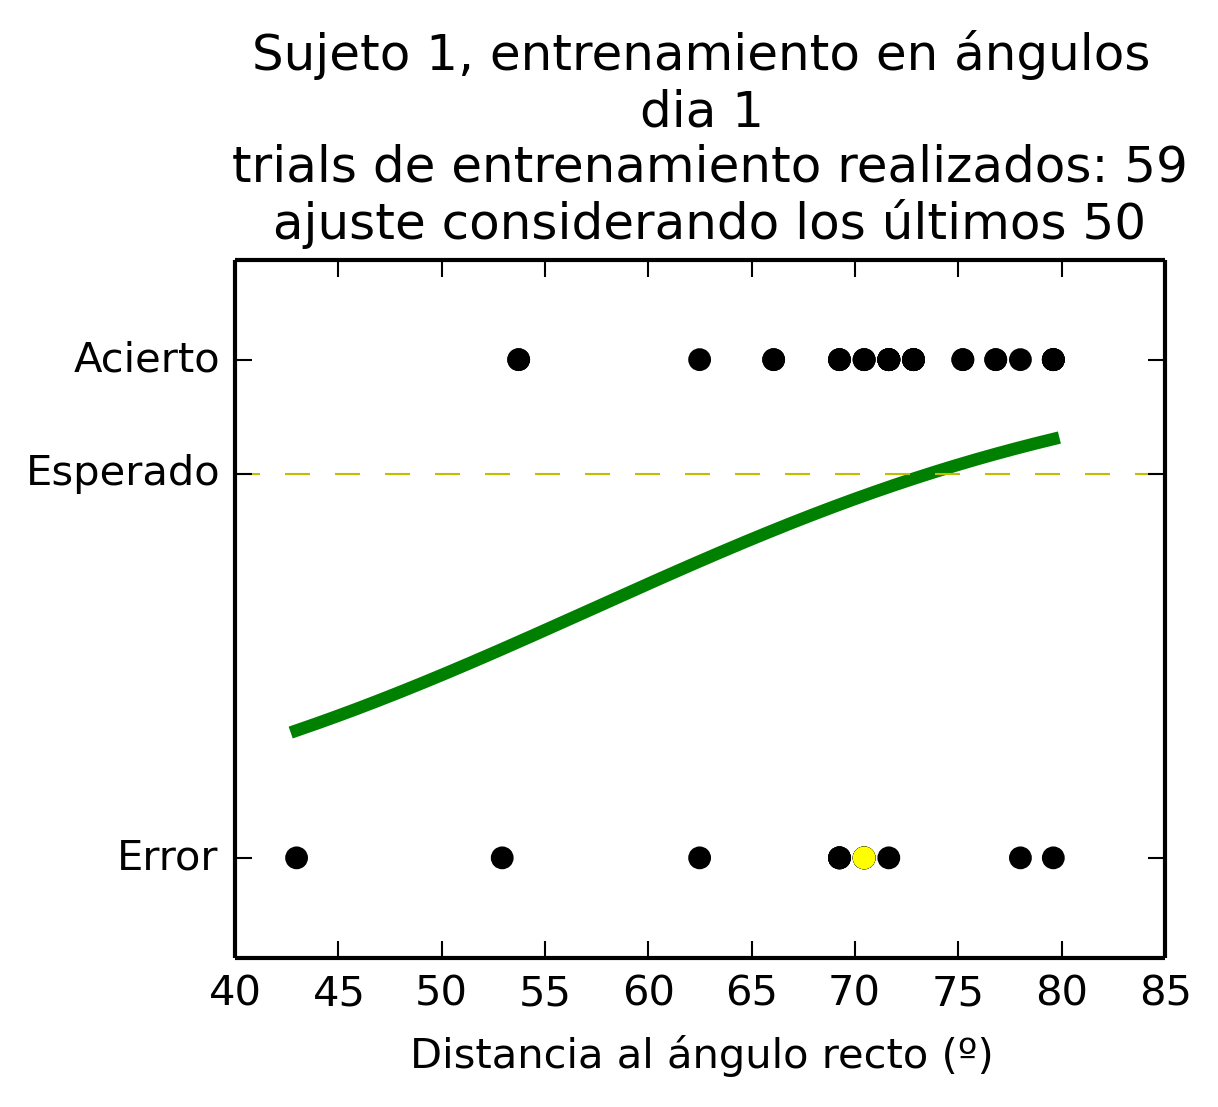 Sujeto 1, entrenamiento en ángulos
dia 1
trials de entrenamiento realizados: 59
ajuste considerando los últimos 50
Acierto
Esperado
Error
40 45 50 55 60 65 70 75 80 85
Distancia al ángulo recto (º)